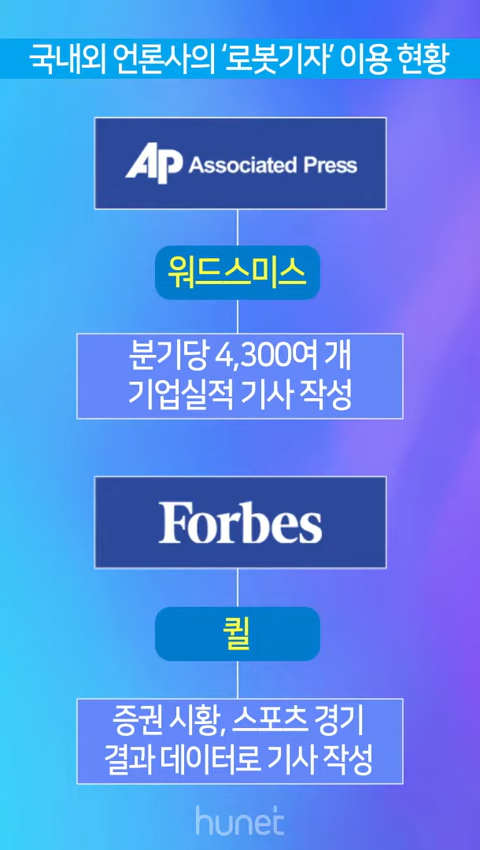 국내외 언론사의 ‘로봇기자’ 이용 현황
AP Associated Press
워드스미스
분기당 4,300여 개
기업실적 기사 작성
Forbes
퀼
증권 시황, 스포츠 경기
결과 데이터로 기사 작성
hunet